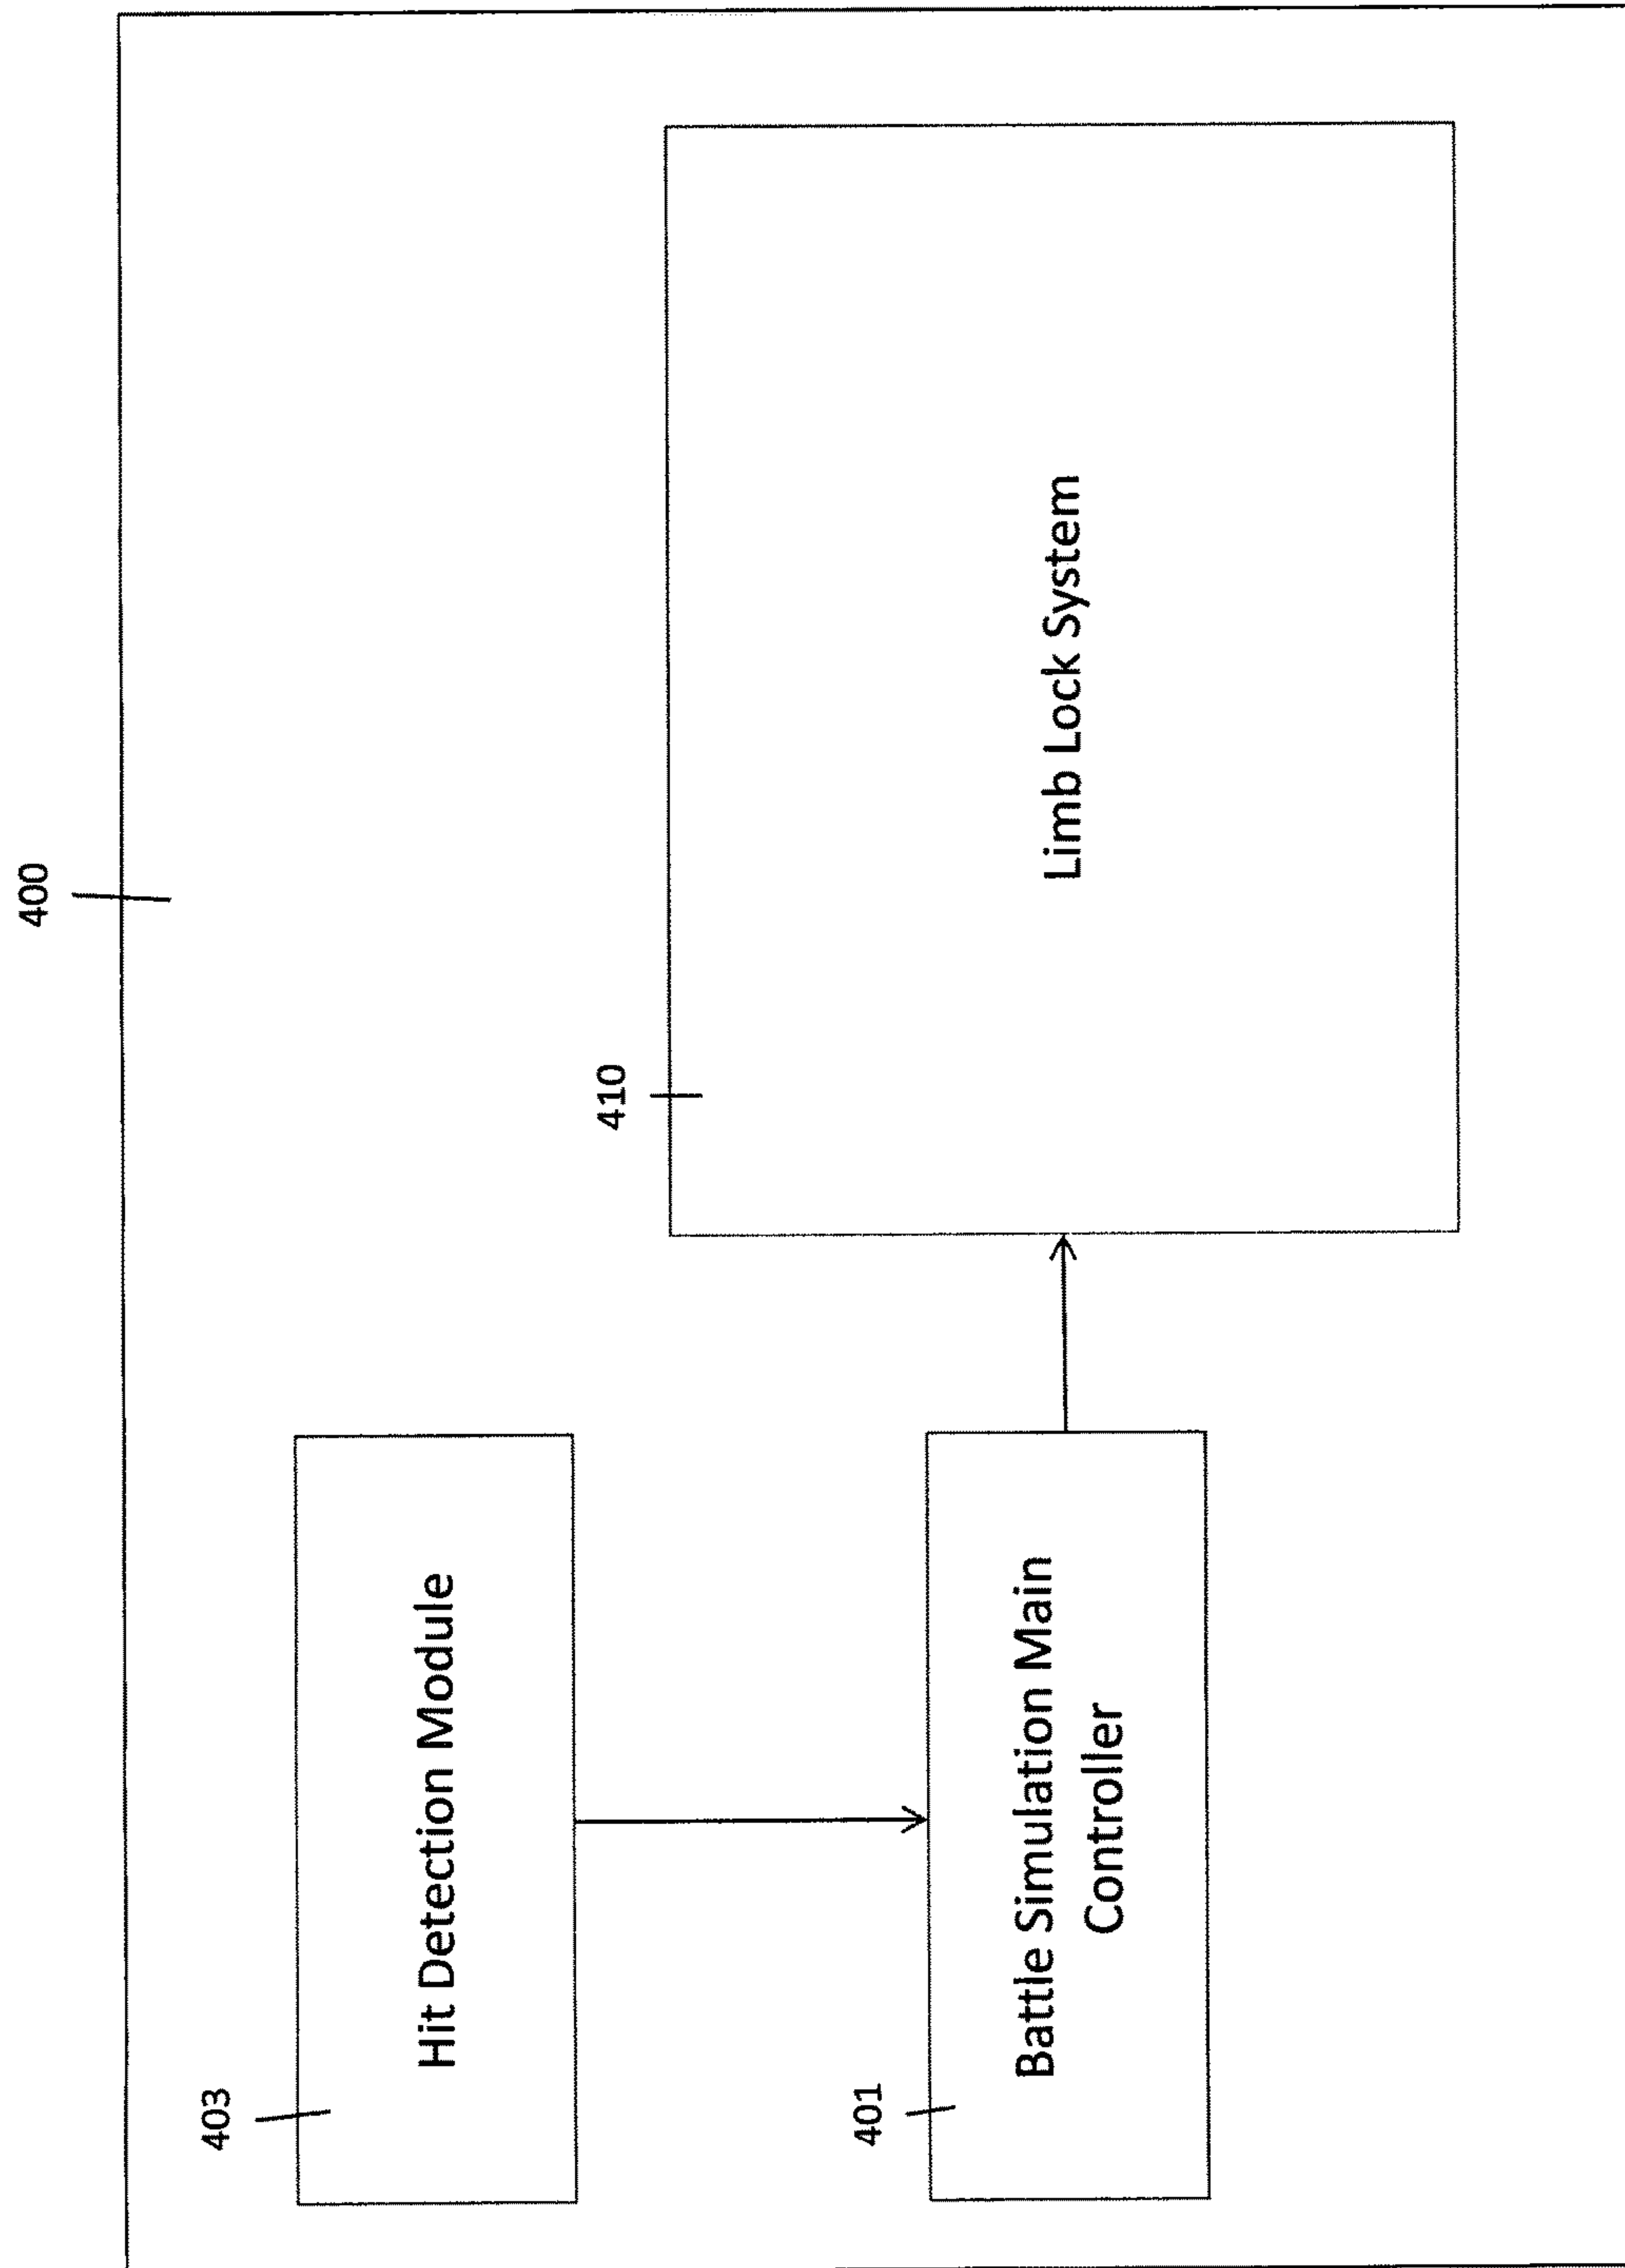 400
403
Hit Detection Module
410
Limb Lock System
401
Battle Simulation Main
Controller